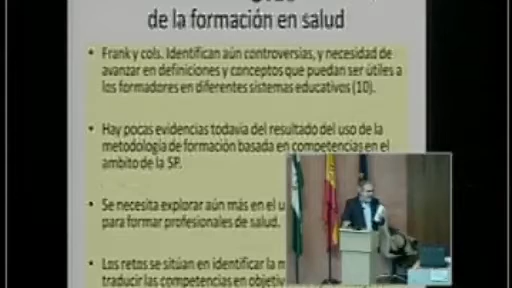 de la formación en salud
• Frank y cols. Identifican aún controversias, y necesidad de
avanzar en definiciones y conceptos que puedan ser útiles a
los formadores en diferentes sistemas educativos (10).
• Hay pocas evidencias todavia del resultado del uso de la
metodología de formación basada en competencias en el
ambito de la SP.
• Se necesita explorar aún más en el u
para formar profesionales de salud.
• Los retos se sitúan en identificar la m
traducir las competencias en objetiv